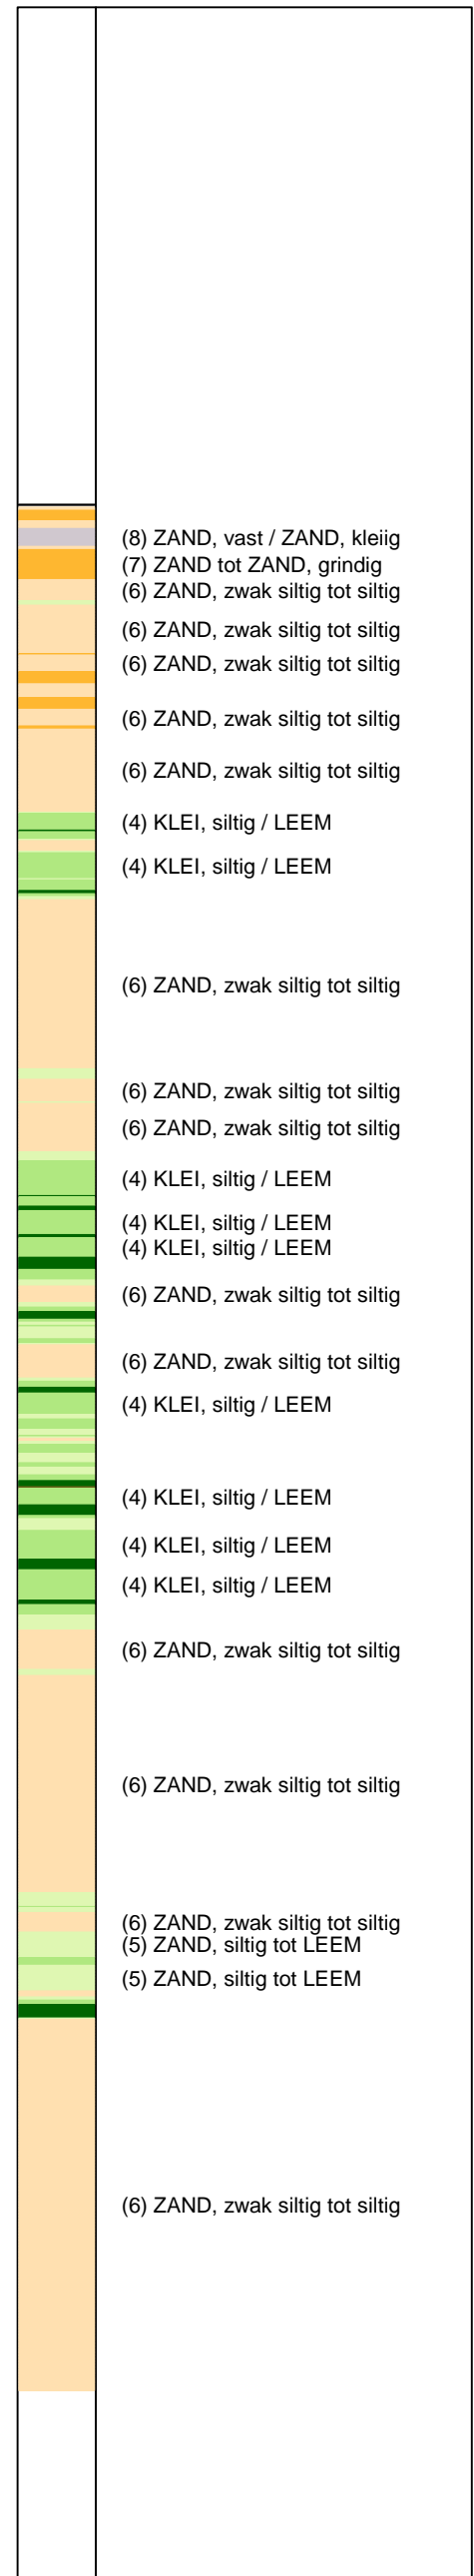 (8) ZAND, vast / ZAND, kleiig
(7) ZAND tot ZAND, grindig
(6) ZAND, zwak siltig tot siltig
(6) ZAND, zwak siltig tot siltig
(6) ZAND, zwak siltig tot siltig
(6) ZAND, zwak siltig tot siltig
(6) ZAND, zwak siltig tot siltig
(4) KLEI, siltig / LEEM
(4) KLEI, siltig / LEEM
(6) ZAND, zwak siltig tot siltig
(6) ZAND, zwak siltig tot siltig
(6) ZAND, zwak siltig tot siltig
(4) KLEI, siltig / LEEM
(4) KLEI, siltig / LEEM
(4) KLEI, siltig / LEEM
(6) ZAND, zwak siltig tot siltig
(6) ZAND, zwak siltig tot siltig
(4) KLEI, siltig / LEEM
(4) KLEI, siltig / LEEM
(4) KLEI, siltig / LEEM
(4) KLEI, siltig / LEEM
(6) ZAND, zwak siltig tot siltig
(6) ZAND, zwak siltig tot siltig
(6) ZAND, zwak siltig tot siltig
(5) ZAND, siltig tot LEEM
(5) ZAND, siltig tot LEEM
(6) ZAND, zwak siltig tot siltig